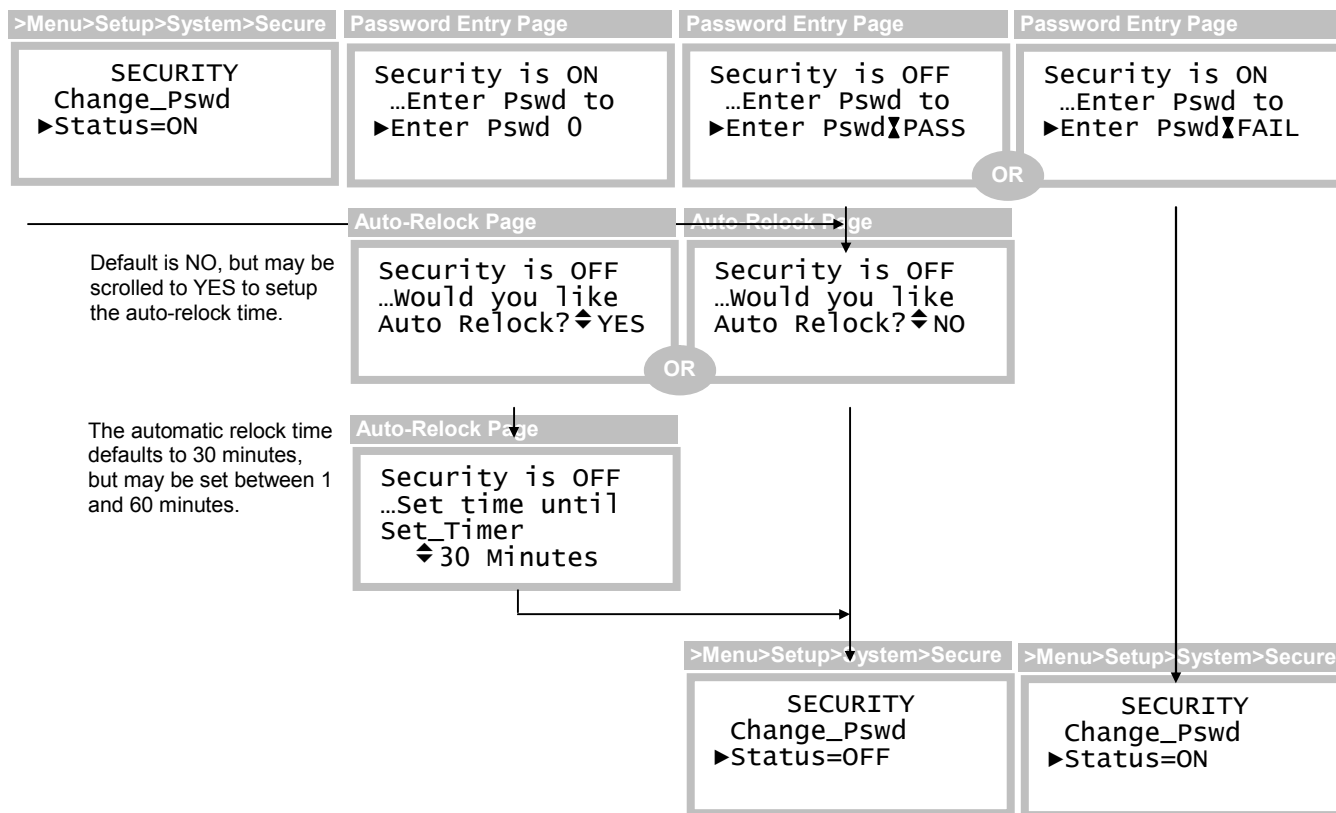 >Menu>Setup>System>Secure
SECURITY
Change_Pswd
►Status=ON
Password Entry Page
Security is ON
…Enter Pswd to
►Enter Pswd 0
Password Entry Page
Security is OFF
…Enter Pswd to
►Enter Pswd PASS
OR
Password Entry Page
Security is ON
…Enter Pswd to
►Enter Pswd FAIL
Default is NO, but may be
scrolled to YES to setup
the auto-relock time.
Auto-Relock Page
Security is OFF
…Would you like
Auto Relock? YES
OR
Auto-Relock Page
Security is OFF
…Would you like
Auto Relock? NO
The automatic relock time
defaults to 30 minutes,
but may be set between 1
and 60 minutes.
Auto-Relock Page
Security is OFF
…Set time until
Set_Timer
30 Minutes
>Menu>Setup>System>Secure
SECURITY
Change_Pswd
►Status=OFF
>Menu>Setup>System>Secure
SECURITY
Change_Pswd
►Status=ON